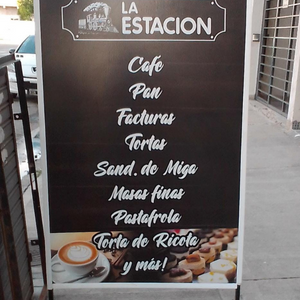 LA
ESTACION
Cafe
Pan
Facturas
Tortas
Sand. de Miga
Masas finas
Pastafrola
Torta de Ricota
y más!